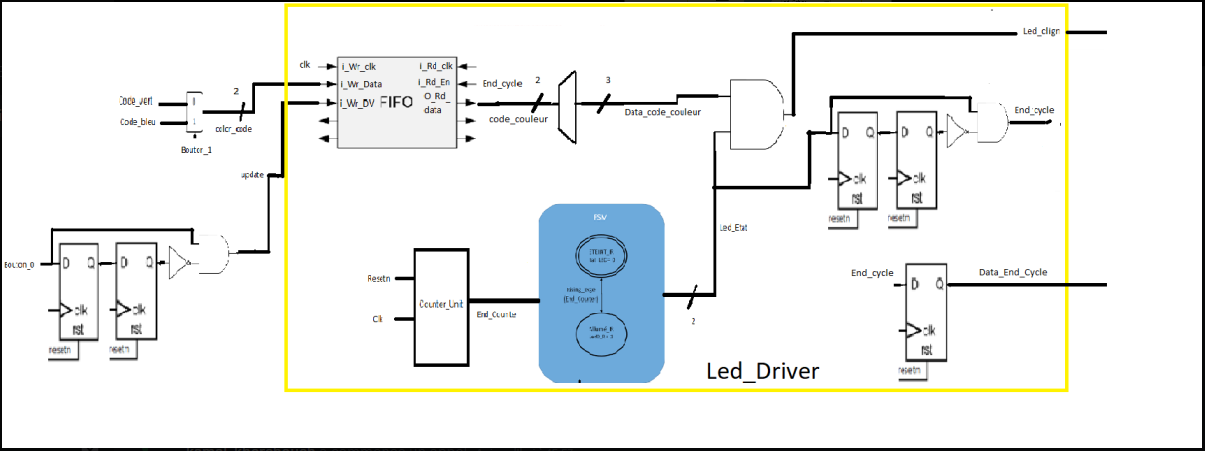 Led_clign
clk
i_Wr_clk
i_Rd_clk
i_Wr_Data
i_Rd_En
End_cycle
2
3
i_Wr_DV
FIFO
O_Rd_
data
code_couleur
Data_code_couleur
2
Code_vert
Code_bleu
color_code
Bouton_1
update
D
Q
D
Q
End_cycle
clk
clk
rst
rst
resetn
resetn
FSM
Led_Etat
Bouton_0
D
Q
D
Q
clk
clk
rst
rst
resetn
resetn
Resetn
Counter_Unit
Clk
End_Counte
(End_Counter)
2
End_cycle
D
Q
Data_End_Cycle
clk
rst
resetn
Led_Driver